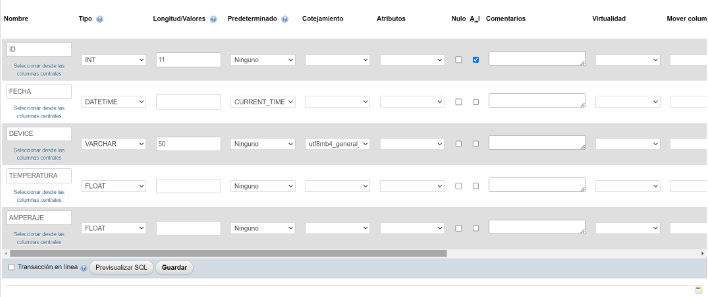 Nombre Tipo Longitud/Valores Predeterminado Cotejamiento Atributos Nulo A_I Comentarios Virtualidad Mover colum
ID INT 11 Ninguno
Seleccionar desde las
columnas centrales
FECHA DATETIME CURRENT_TIME
Seleccionar desde las
columnas centrales
DEVICE VARCHAR 50 Ninguno utf8mb4_general_
Seleccionar desde las
columnas centrales
TEMPERATURA FLOAT Ninguno
Seleccionar desde las
columnas centrales
AMPERAJE FLOAT Ninguno
Seleccionar desde las
columnas centrales
Transacción en línea Previsualizar SQL Guardar